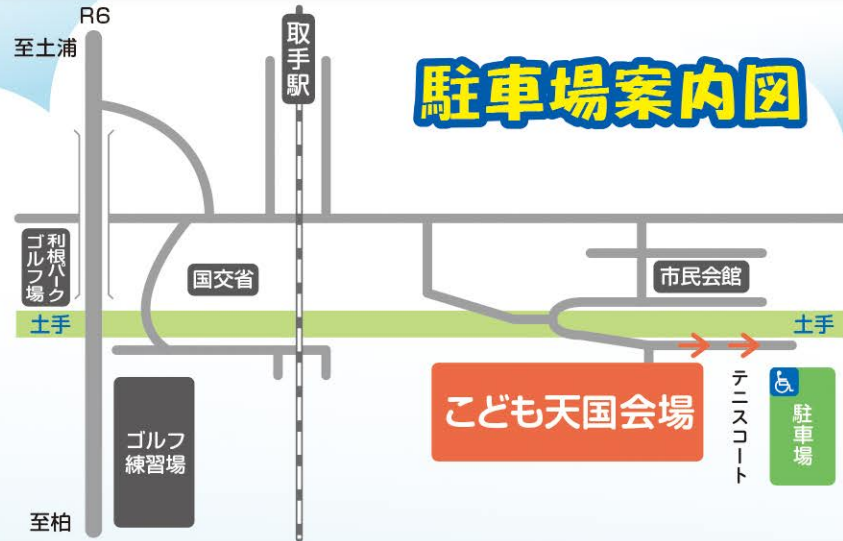 R6
至土浦
取手駅
駐車場案内図
利根パーク
ゴルフ場
国交省
市民会館
土手
土手
こども天国会場
テニスコート
駐車場
ゴルフ
練習場
至柏